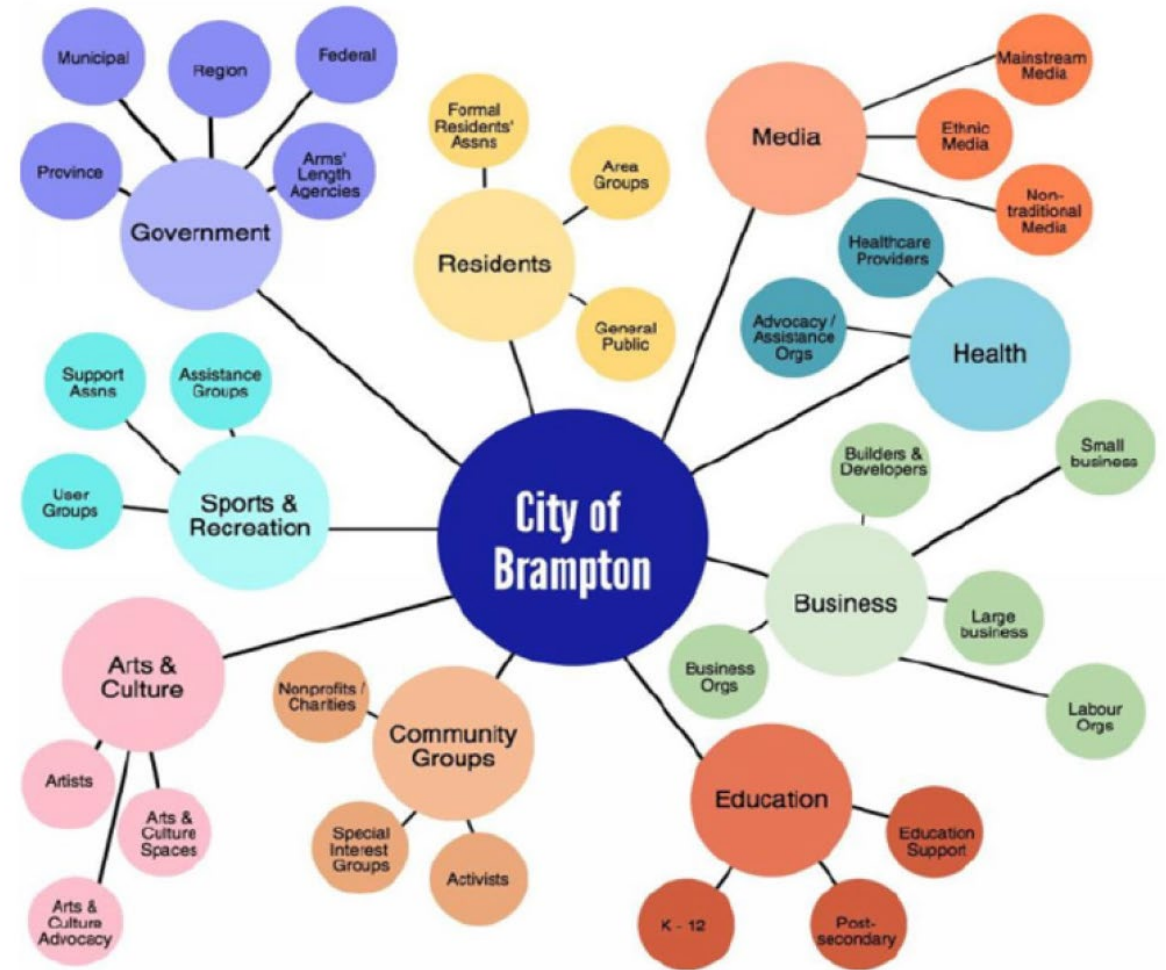 Municipal
Region
Federal
Province
Arms'
Length
Agencies
Government
Formal
Residents'
Assns
Area
Groups
Residents
General
Public
Media
Mainstream
Media
Ethnic
Media
Non-
traditional
Media
Healthcare
Providers
Advocacy /
Assistance
Orgs
Health
Support
Assns
Assistance
Groups
User
Groups
Sports &
Recreation
City of
Brampton
Builders &
Developers
Small
business
Business
Large
business
Business
Orgs
Labour
Orgs
Arts &
Culture
Artists
Arts &
Culture
Spaces
Arts &
Culture
Advocacy
Nonprofits /
Charities
Community
Groups
Special
Interest
Groups
Activists
Education
Education
Support
K - 12
Post-
secondary